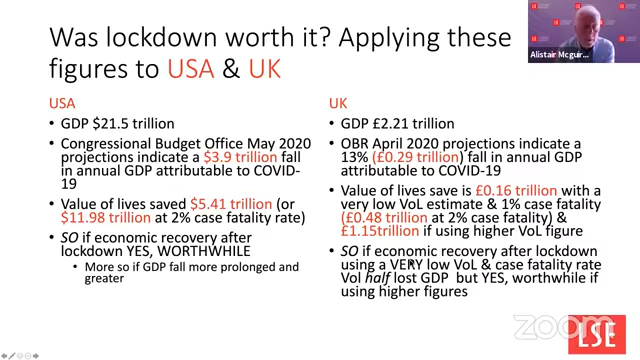 Was lockdown worth it? Applying these
figures to USA & UK
USA
• GDP $21.5 trillion
• Congressional Budget Office May 2020
projections indicate a $3.9 trillion fall
in annual GDP attributable to COVID-
19
• Value of lives saved $5.41 trillion (or
$11.98 trillion at 2% case fatality rate)
• SO if economic recovery after
lockdown YES, WORTHWHILE
• More so if GDP fall more prolonged and
greater
UK
• GDP £2.21 trillion
• OBR April 2020 projections indicate a
13% (£0.29 trillion) fall in annual GDP
attributable to COVID-19
• Value of lives save is £0.16 trillion with a
very low VoL estimate & 1% case fatality
(£0.48 trillion at 2% case fatality) &
£1.15trillion if using higher VoL figure
• SO if economic recovery after lockdown
using a VERY low VoL & case fatality rate
Vol half lost GDP but YES, worthwhile if
using higher figures
Alistair Mcguir...
zoom
LSE